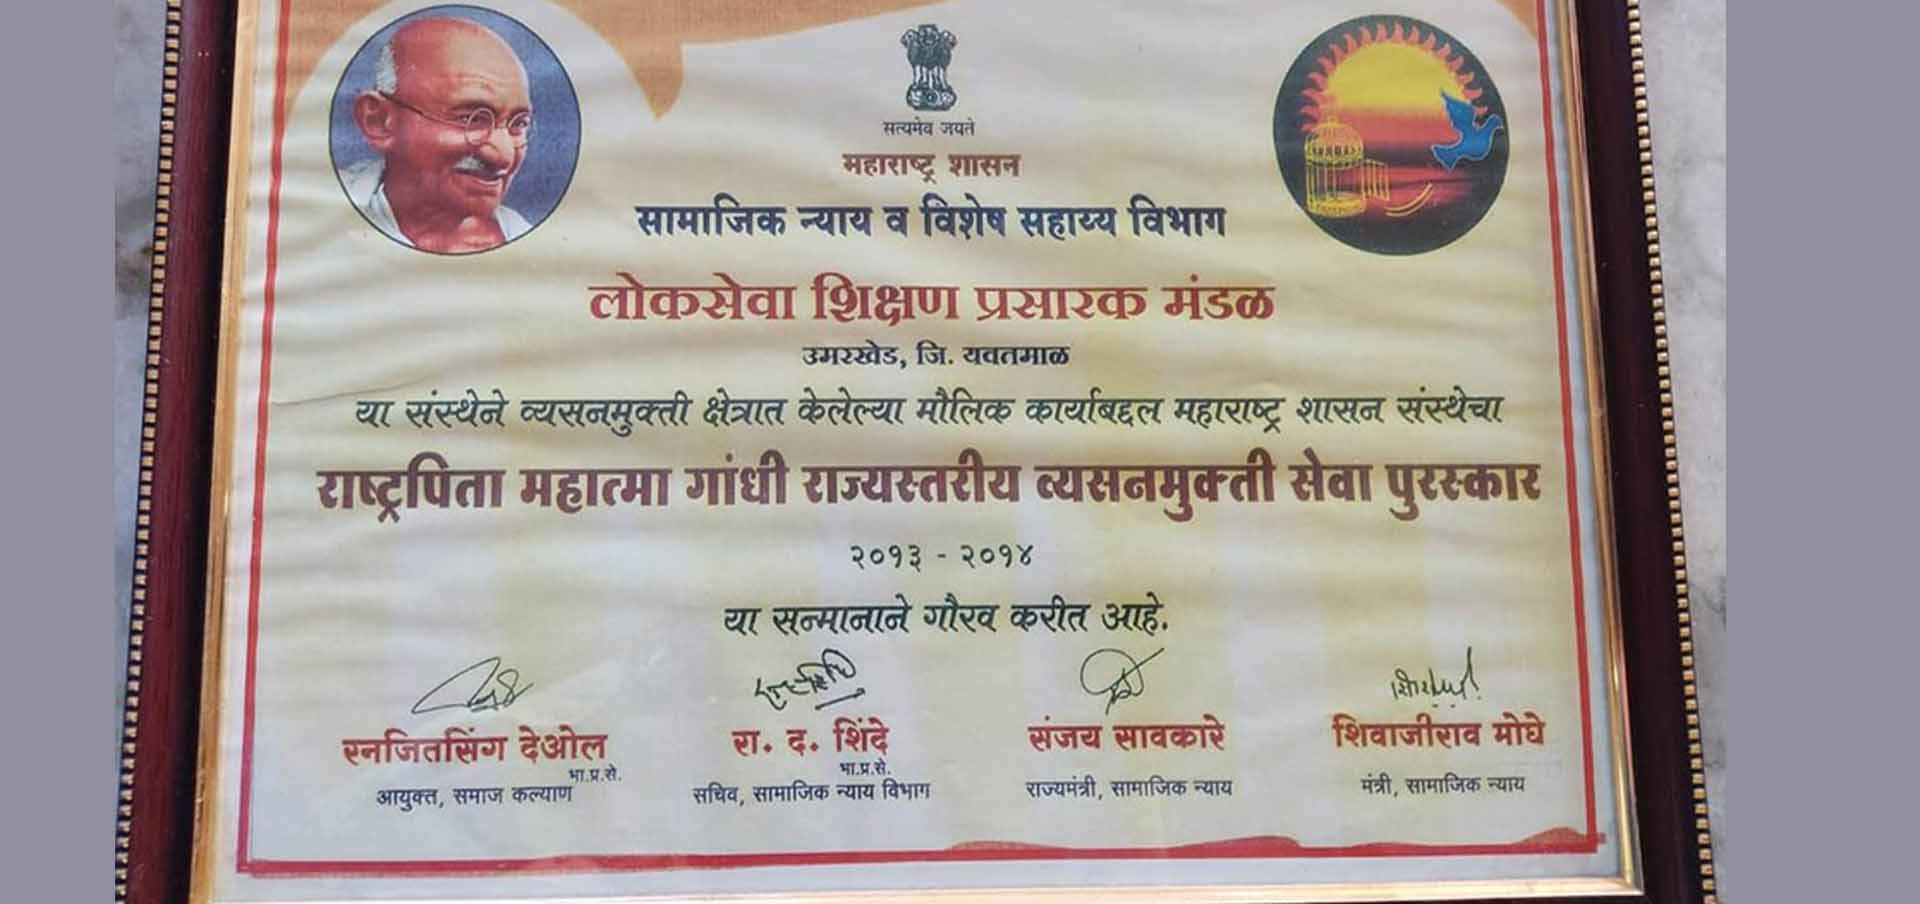 सत्यमेव जयते
महाराष्ट्र शासन
सामाजिक न्याय व विशेष सहाय्य विभाग
लोकसेवा शिक्षण प्रसारक मंडळ
उमरखेड, जि. यवतमाळ
या संस्थेने व्यसनमुक्ती क्षेत्रात केलेल्या मौलिक कार्याबद्दल महाराष्ट्र शासन संस्थेचा
राष्ट्रपिता महात्मा गांधी राज्यस्तरीय व्यसनमुक्ती सेवा पुरस्कार
२०१३ - २०१४
या सन्मानाने गौरव करीत आहे.
रनजितसिंग देओल रा. द. शिंदे संजय सावकारे शिवाजीराव मोघे
भा.प्र.से. भा.प्र.से.
आयुक्त, समाज कल्याण सचिव, सामाजिक न्याय विभाग राज्यमंत्री, सामाजिक न्याय मंत्री, सामाजिक न्याय